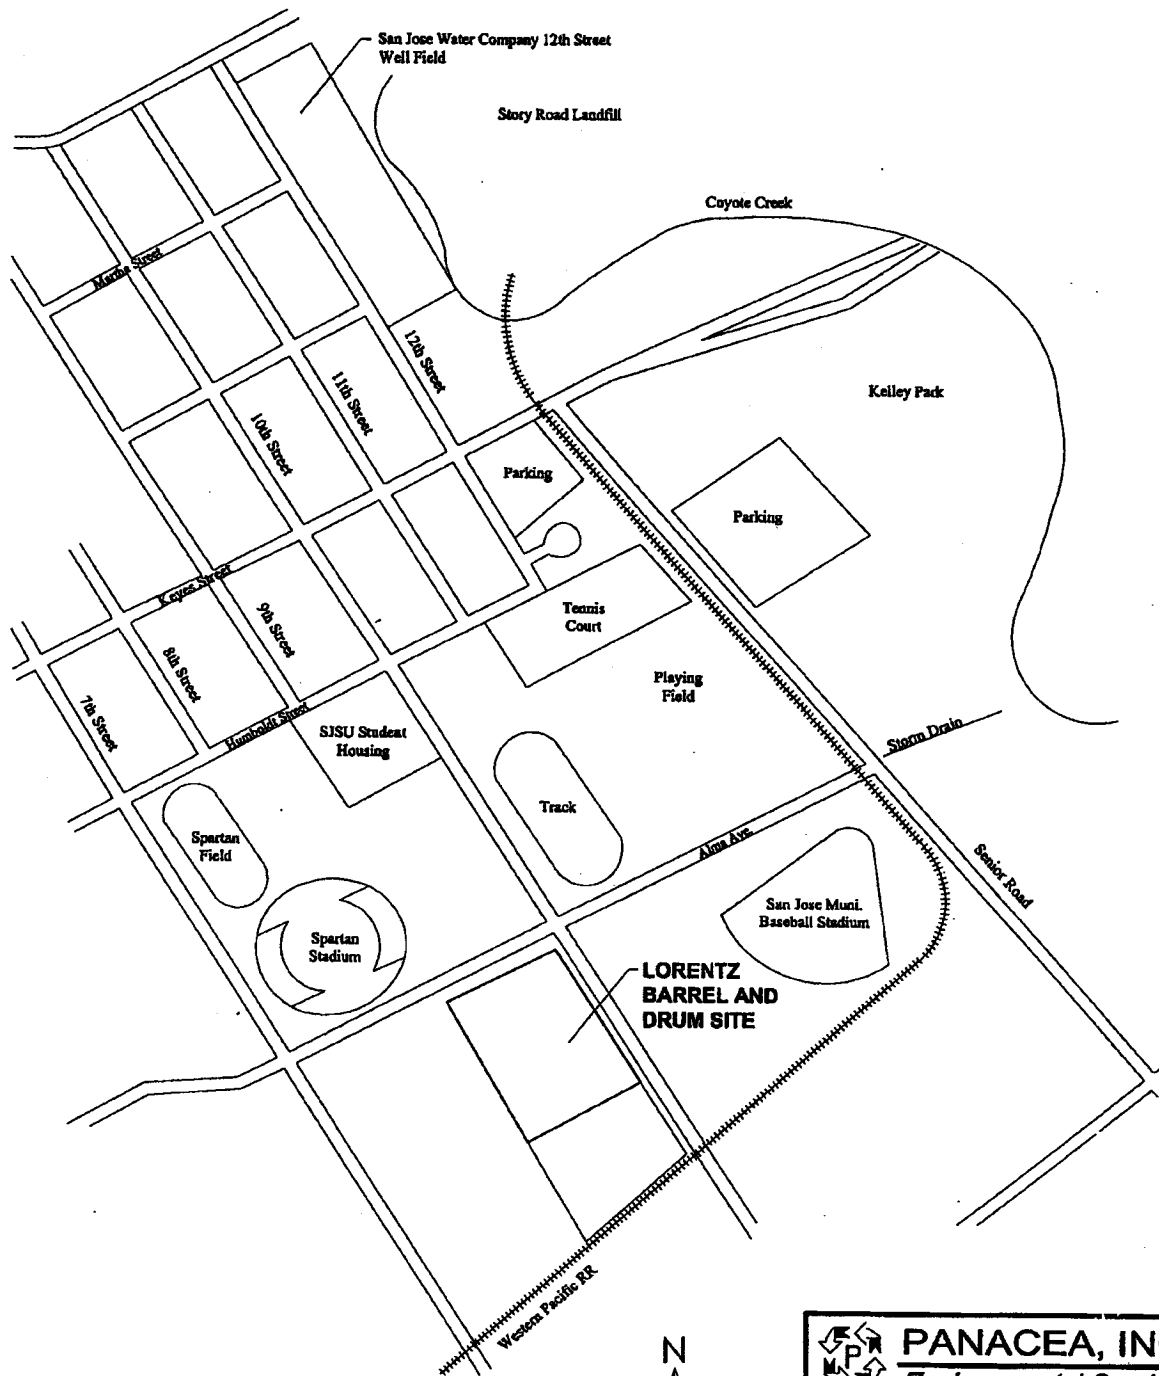 San Jose Water Company 12th Street
Well Field
Story Road Landfill
Coyote Creek
Martha Street
12th Street
11th Street
10th Street
Kelley Park
Parking
Parking
Keyes Street
9th Street
8th Street
7th Street
Tennis
Court
Playing
Field
Humboldt Street
SJSU Student
Housing
Storm Drain
Track
Spartan
Field
Alma Ave.
Senior Road
San Jose Muni.
Baseball Stadium
Spartan
Stadium
LORENTZ
BARREL AND
DRUM SITE
Western Pacific RR
N
P
PANACEA, IN